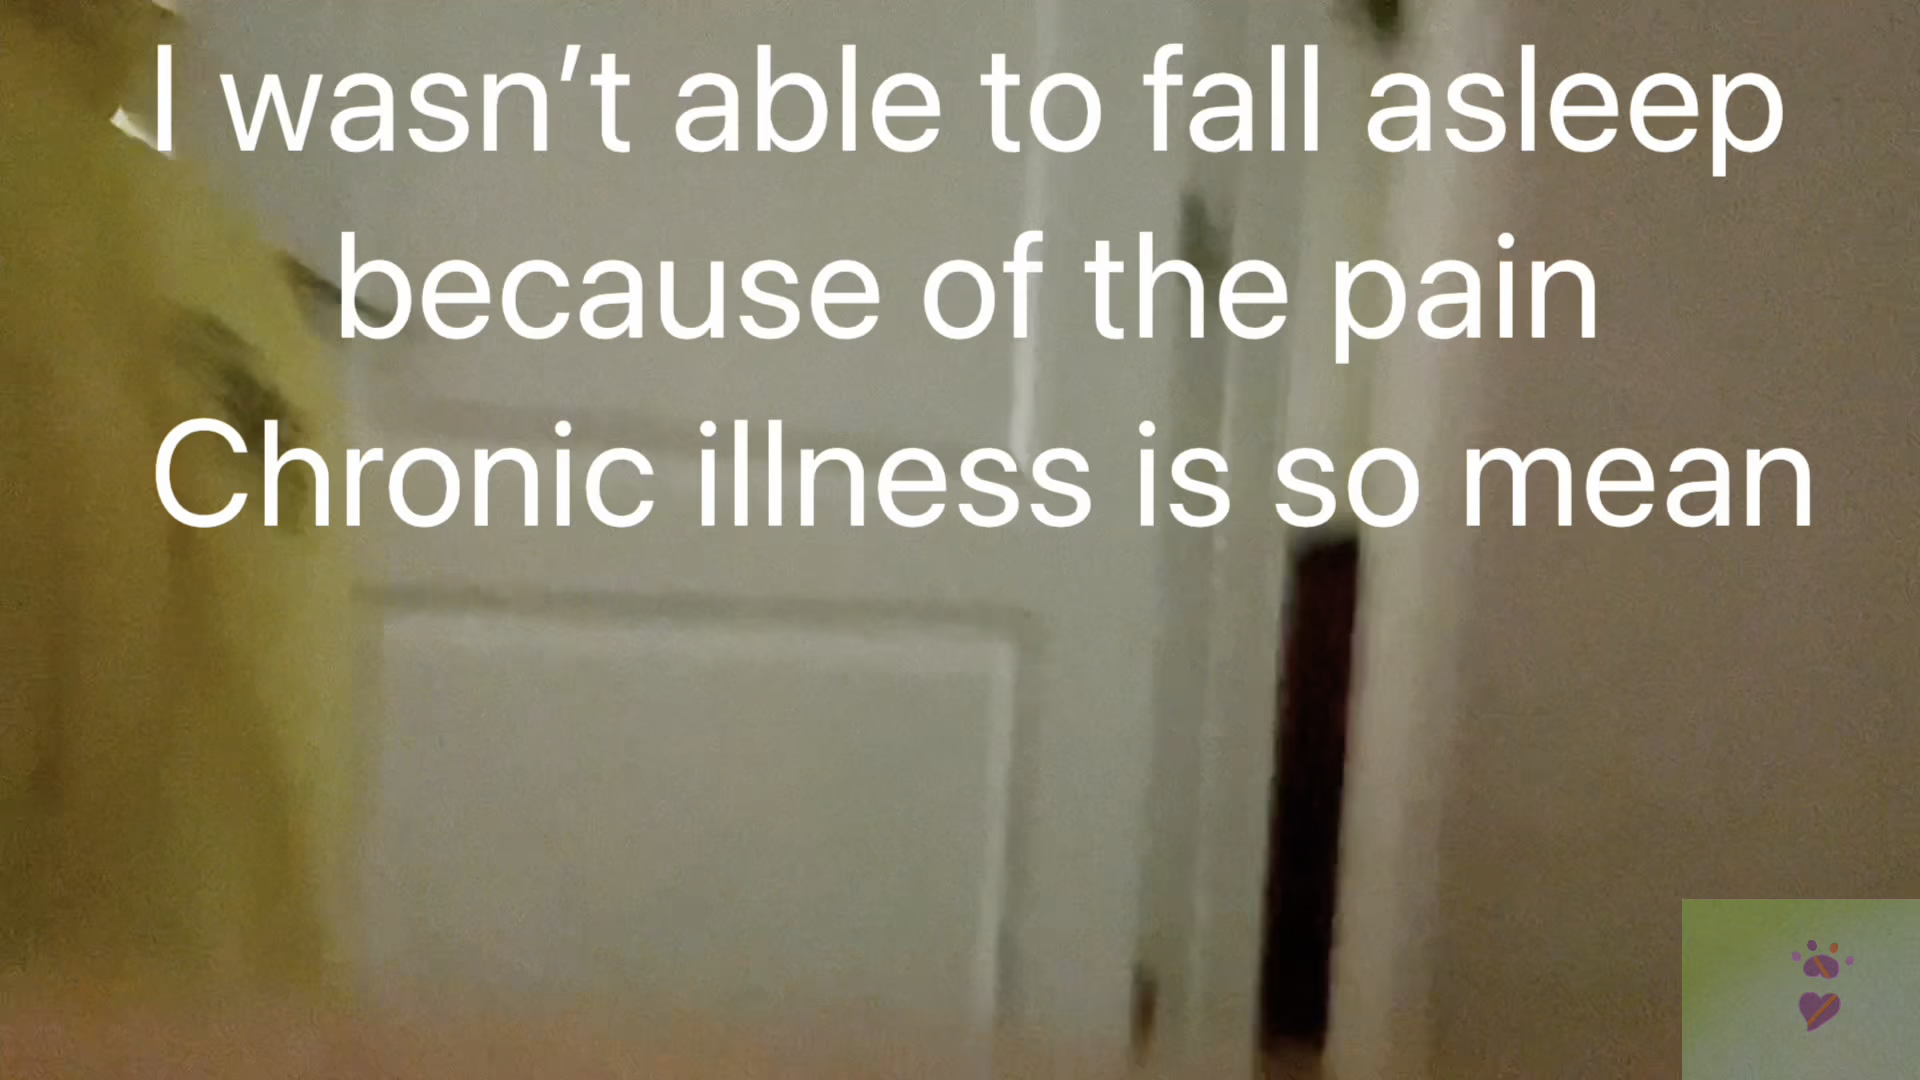 I wasn’t able to fall asleep
because of the pain
Chronic illness is so mean